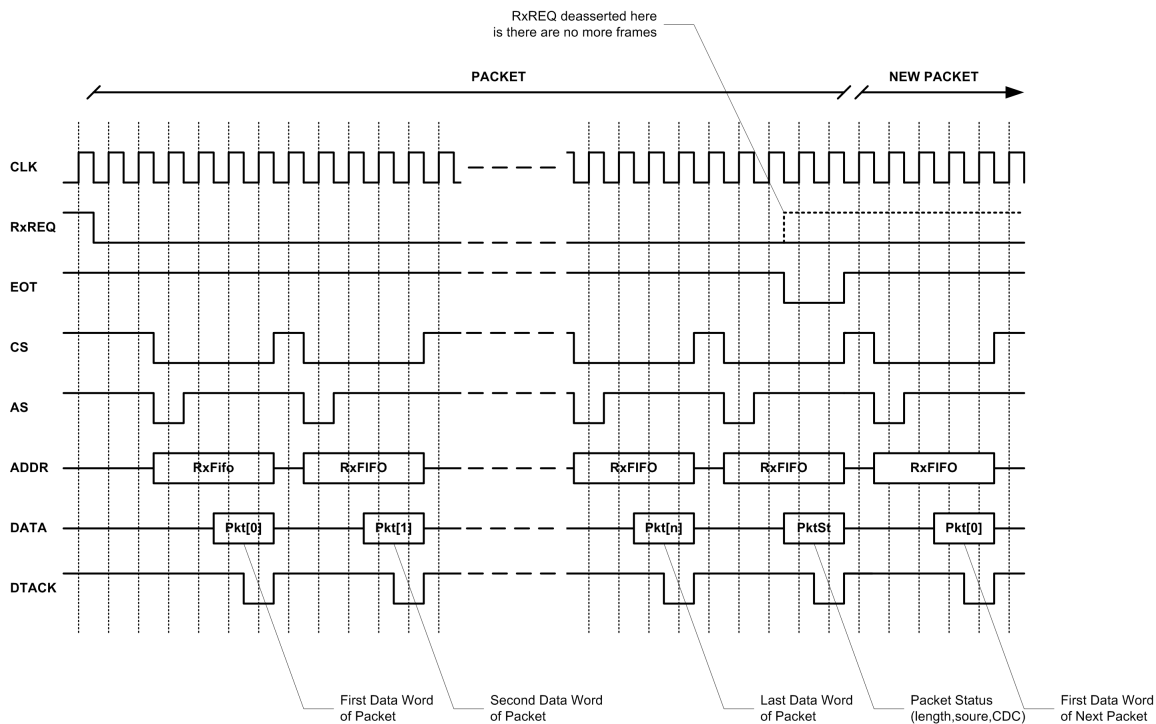 RxREQ deasserted here
is there are no more frames
PACKET
NEW PACKET
CLK
RxREQ
EOT
CS
AS
ADDR
RxFifo
RxFIFO
RxFIFO
RxFIFO
RxFIFO
DATA
Pkt[0]
Pkt[1]
Pkt[n]
PktSt
Pkt[0]
DTACK
First Data Word
of Packet
Second Data Word
of Packet
Last Data Word
of Packet
Packet Status
(length,soure,CDC)
First Data Word
of Next Packet